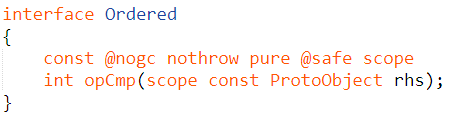 interface Ordered
{
    const @nogc nothrow pure @safe scope
    int opCmp(scope const ProtoObject rhs);
}